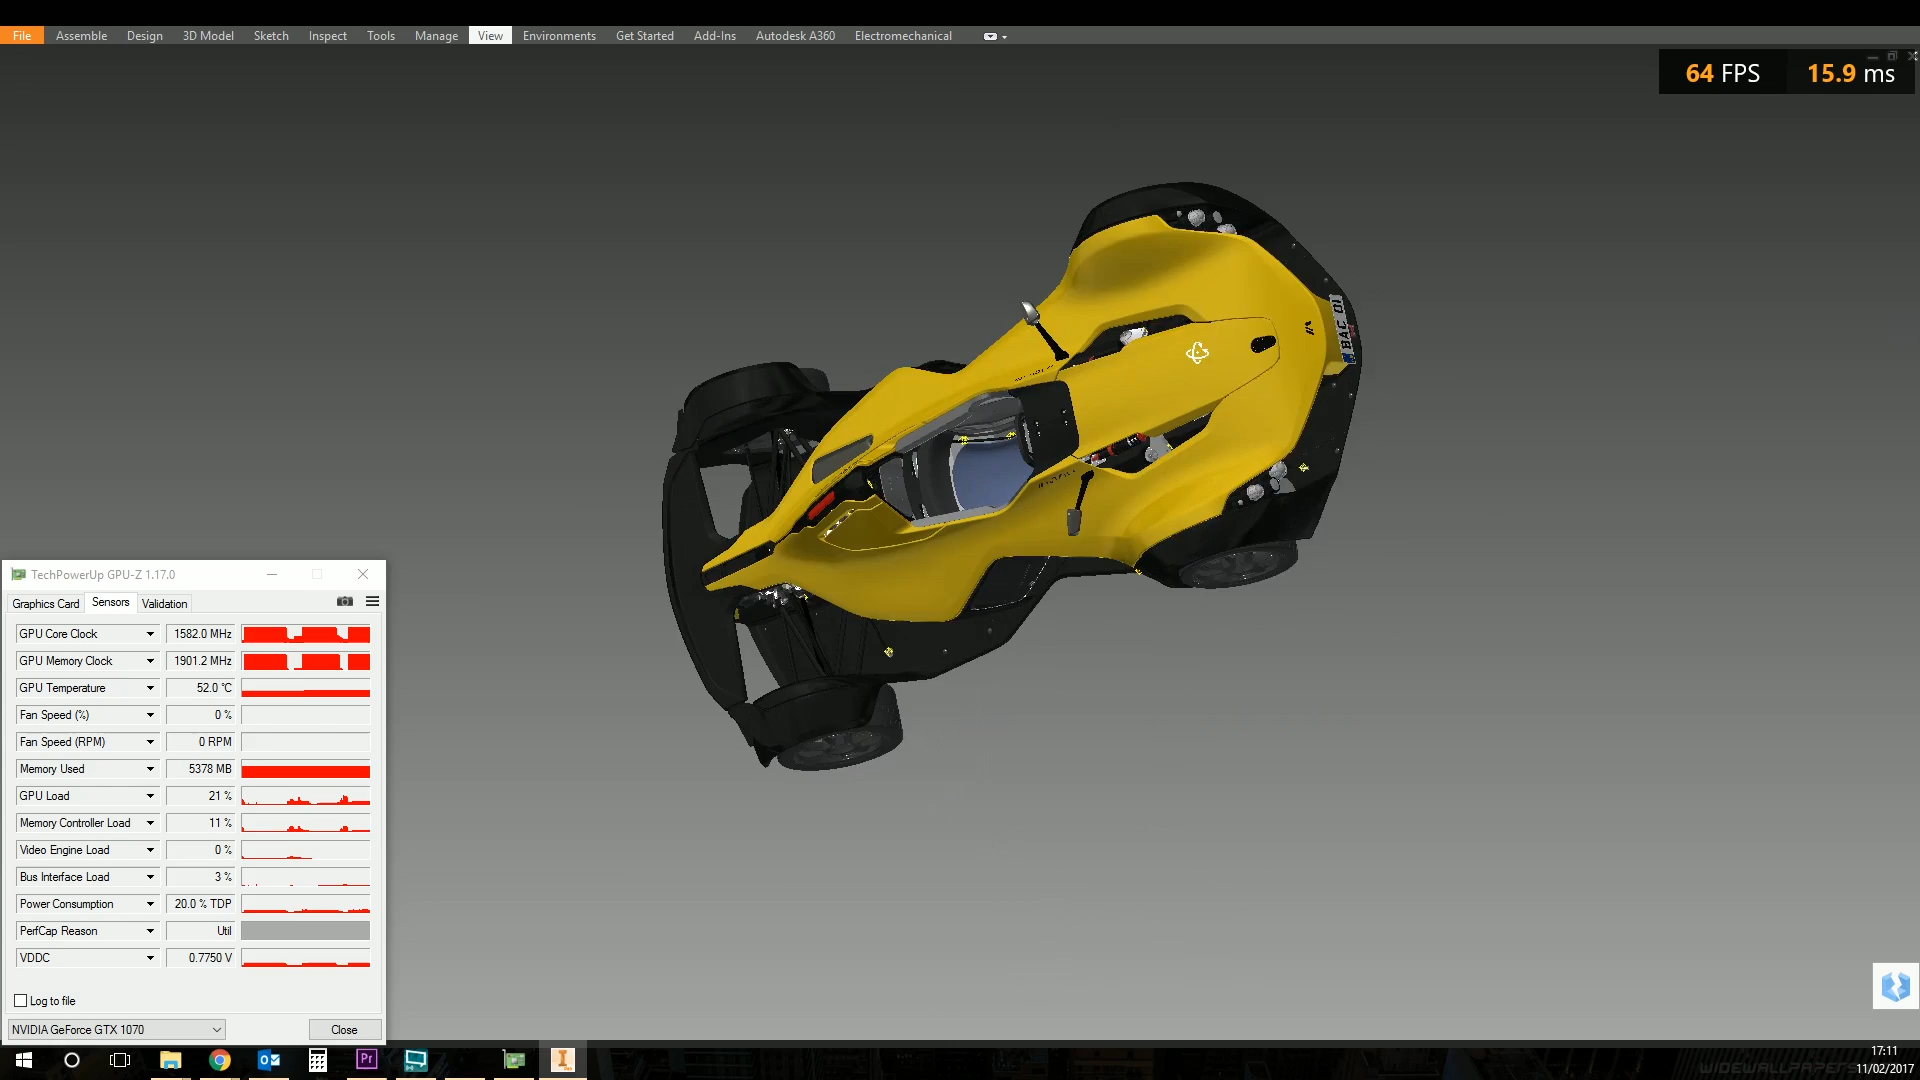 File Assemble Design 3D Model Sketch Inspect Tools Manage View Environments Get Started Add-Ins Autodesk A360 Electromechanical
64 FPS 15.9 ms
BAC 01
TechPowerUp GPU-Z 1.17.0
Graphics Card Sensors Validation
GPU Core Clock 1582.0 MHz
GPU Memory Clock 1901.2 MHz
GPU Temperature 52.0 °C
Fan Speed (%) 0 %
Fan Speed (RPM) 0 RPM
Memory Used 5378 MB
GPU Load 21 %
Memory Controller Load 11 %
Video Engine Load 0 %
Bus Interface Load 3 %
Power Consumption 20.0 % TDP
PerfCap Reason Util
VDDC 0.7750 V
Log to file
NVIDIA GeForce GTX 1070 Close
Pr
I
17:11
WIDEWALLPAPERS
11/02/2017